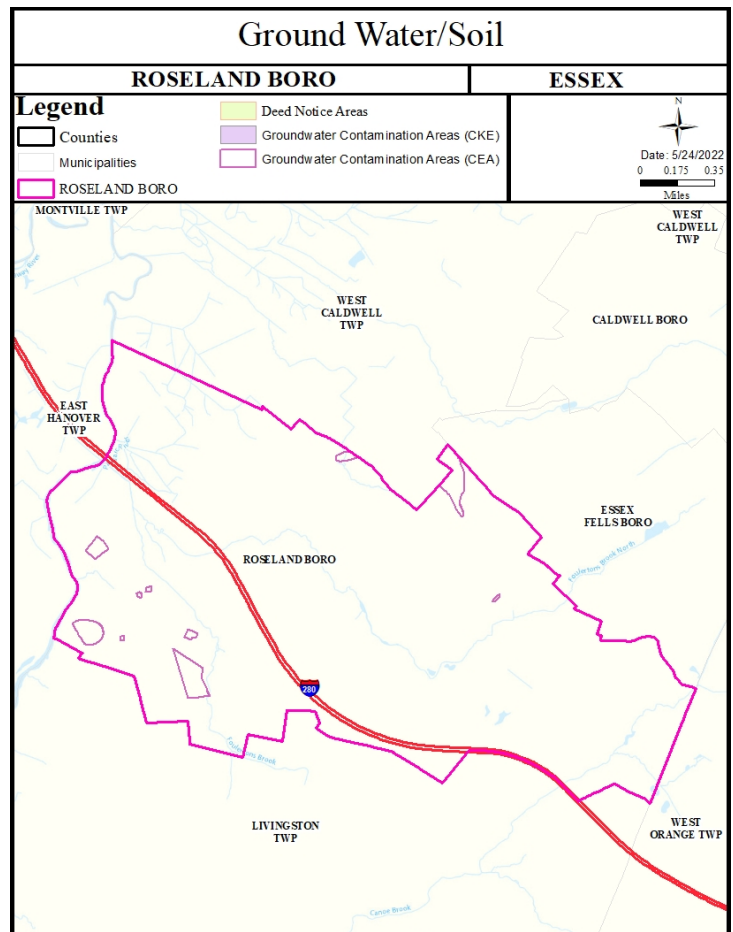 Ground Water/Soil
ROSELAND BORO
ESSEX
Legend
Counties
Municipalities
ROSELAND BORO
Deed Notice Areas
Groundwater Contamination Areas (CKE)
Groundwater Contamination Areas (CEA)
N
Date: 5/24/2022
0 0.175 0.35
Miles
MONTVILLE TWP
WEST
CALDWELL
TWP
WEST
CALDWELL
TWP
CALDWELL BORO
EAST
HANOVER
TWP
ESSEX
FELLS BORO
ROSELAND BORO
280
LIVINGSTON
TWP
WEST
ORANGE TWP
Canoe Brook